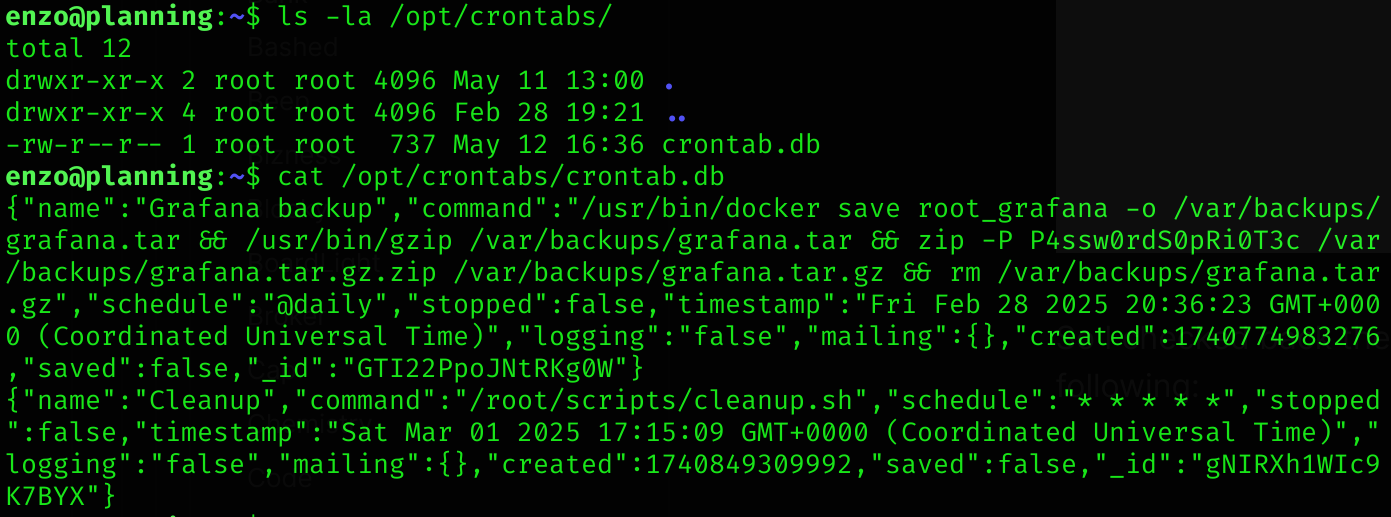 enzo@planning:~$ ls -la /opt/crontabs/
total 12
drwxr-xr-x 2 root root 4096 May 11 13:00 .
drwxr-xr-x 4 root root 4096 Feb 28 19:21 ..
-rw-r--r-- 1 root root  737 May 12 16:36 crontab.db
enzo@planning:~$ cat /opt/crontabs/crontab.db
{"name":"Grafana backup","command":"/usr/bin/docker save root_grafana -o /var/backups/
grafana.tar && /usr/bin/gzip /var/backups/grafana.tar && zip -P P4ssw0rdS0pRi0T3c /var
/backups/grafana.tar.gz.zip /var/backups/grafana.tar.gz && rm /var/backups/grafana.tar
.gz","schedule":"@daily","stopped":false,"timestamp":"Fri Feb 28 2025 20:36:23 GMT+000
0 (Coordinated Universal Time)","logging":"false","mailing":{},"created":1740774983276
,"saved":false,"_id":"GTI22PpoJNtRKg0W"}
{"name":"Cleanup","command":"/root/scripts/cleanup.sh","schedule":"* * * * *","stopped
":false,"timestamp":"Sat Mar 01 2025 17:15:09 GMT+0000 (Coordinated Universal Time)","
logging":"false","mailing":{},"created":1740849309992,"saved":false,"_id":"gNIRXh1WIc9
K7BYX"}
Bashed
following:
Code